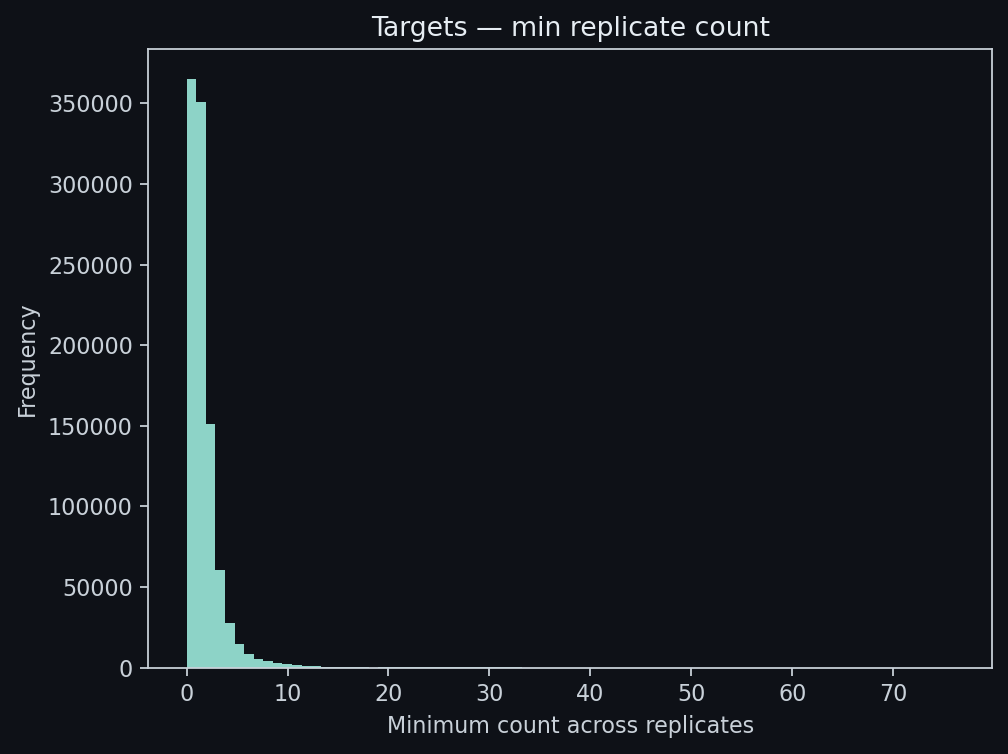 Targets — min replicate count
Frequency
350000
300000
250000
200000
150000
100000
50000
0
0 10 20 30 40 50 60 70
Minimum count across replicates